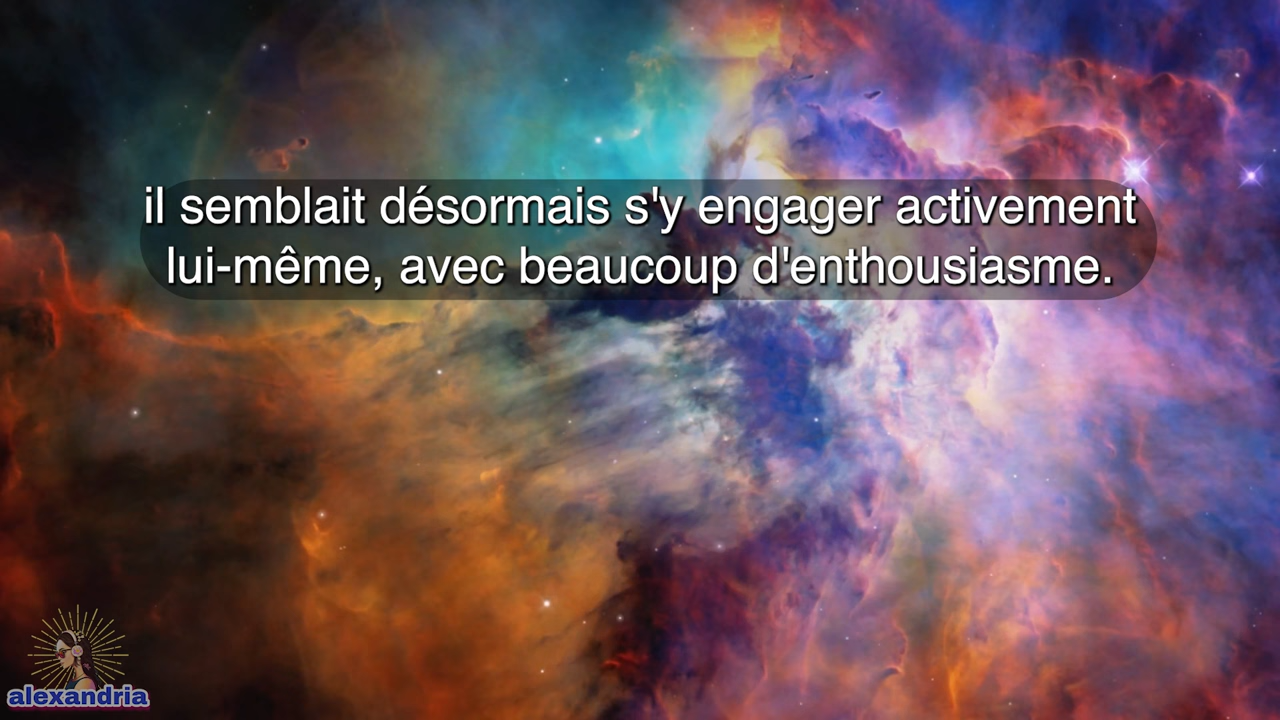 il semblait désormais s'y engager activement
lui-même, avec beaucoup d'enthousiasme.
alexandria